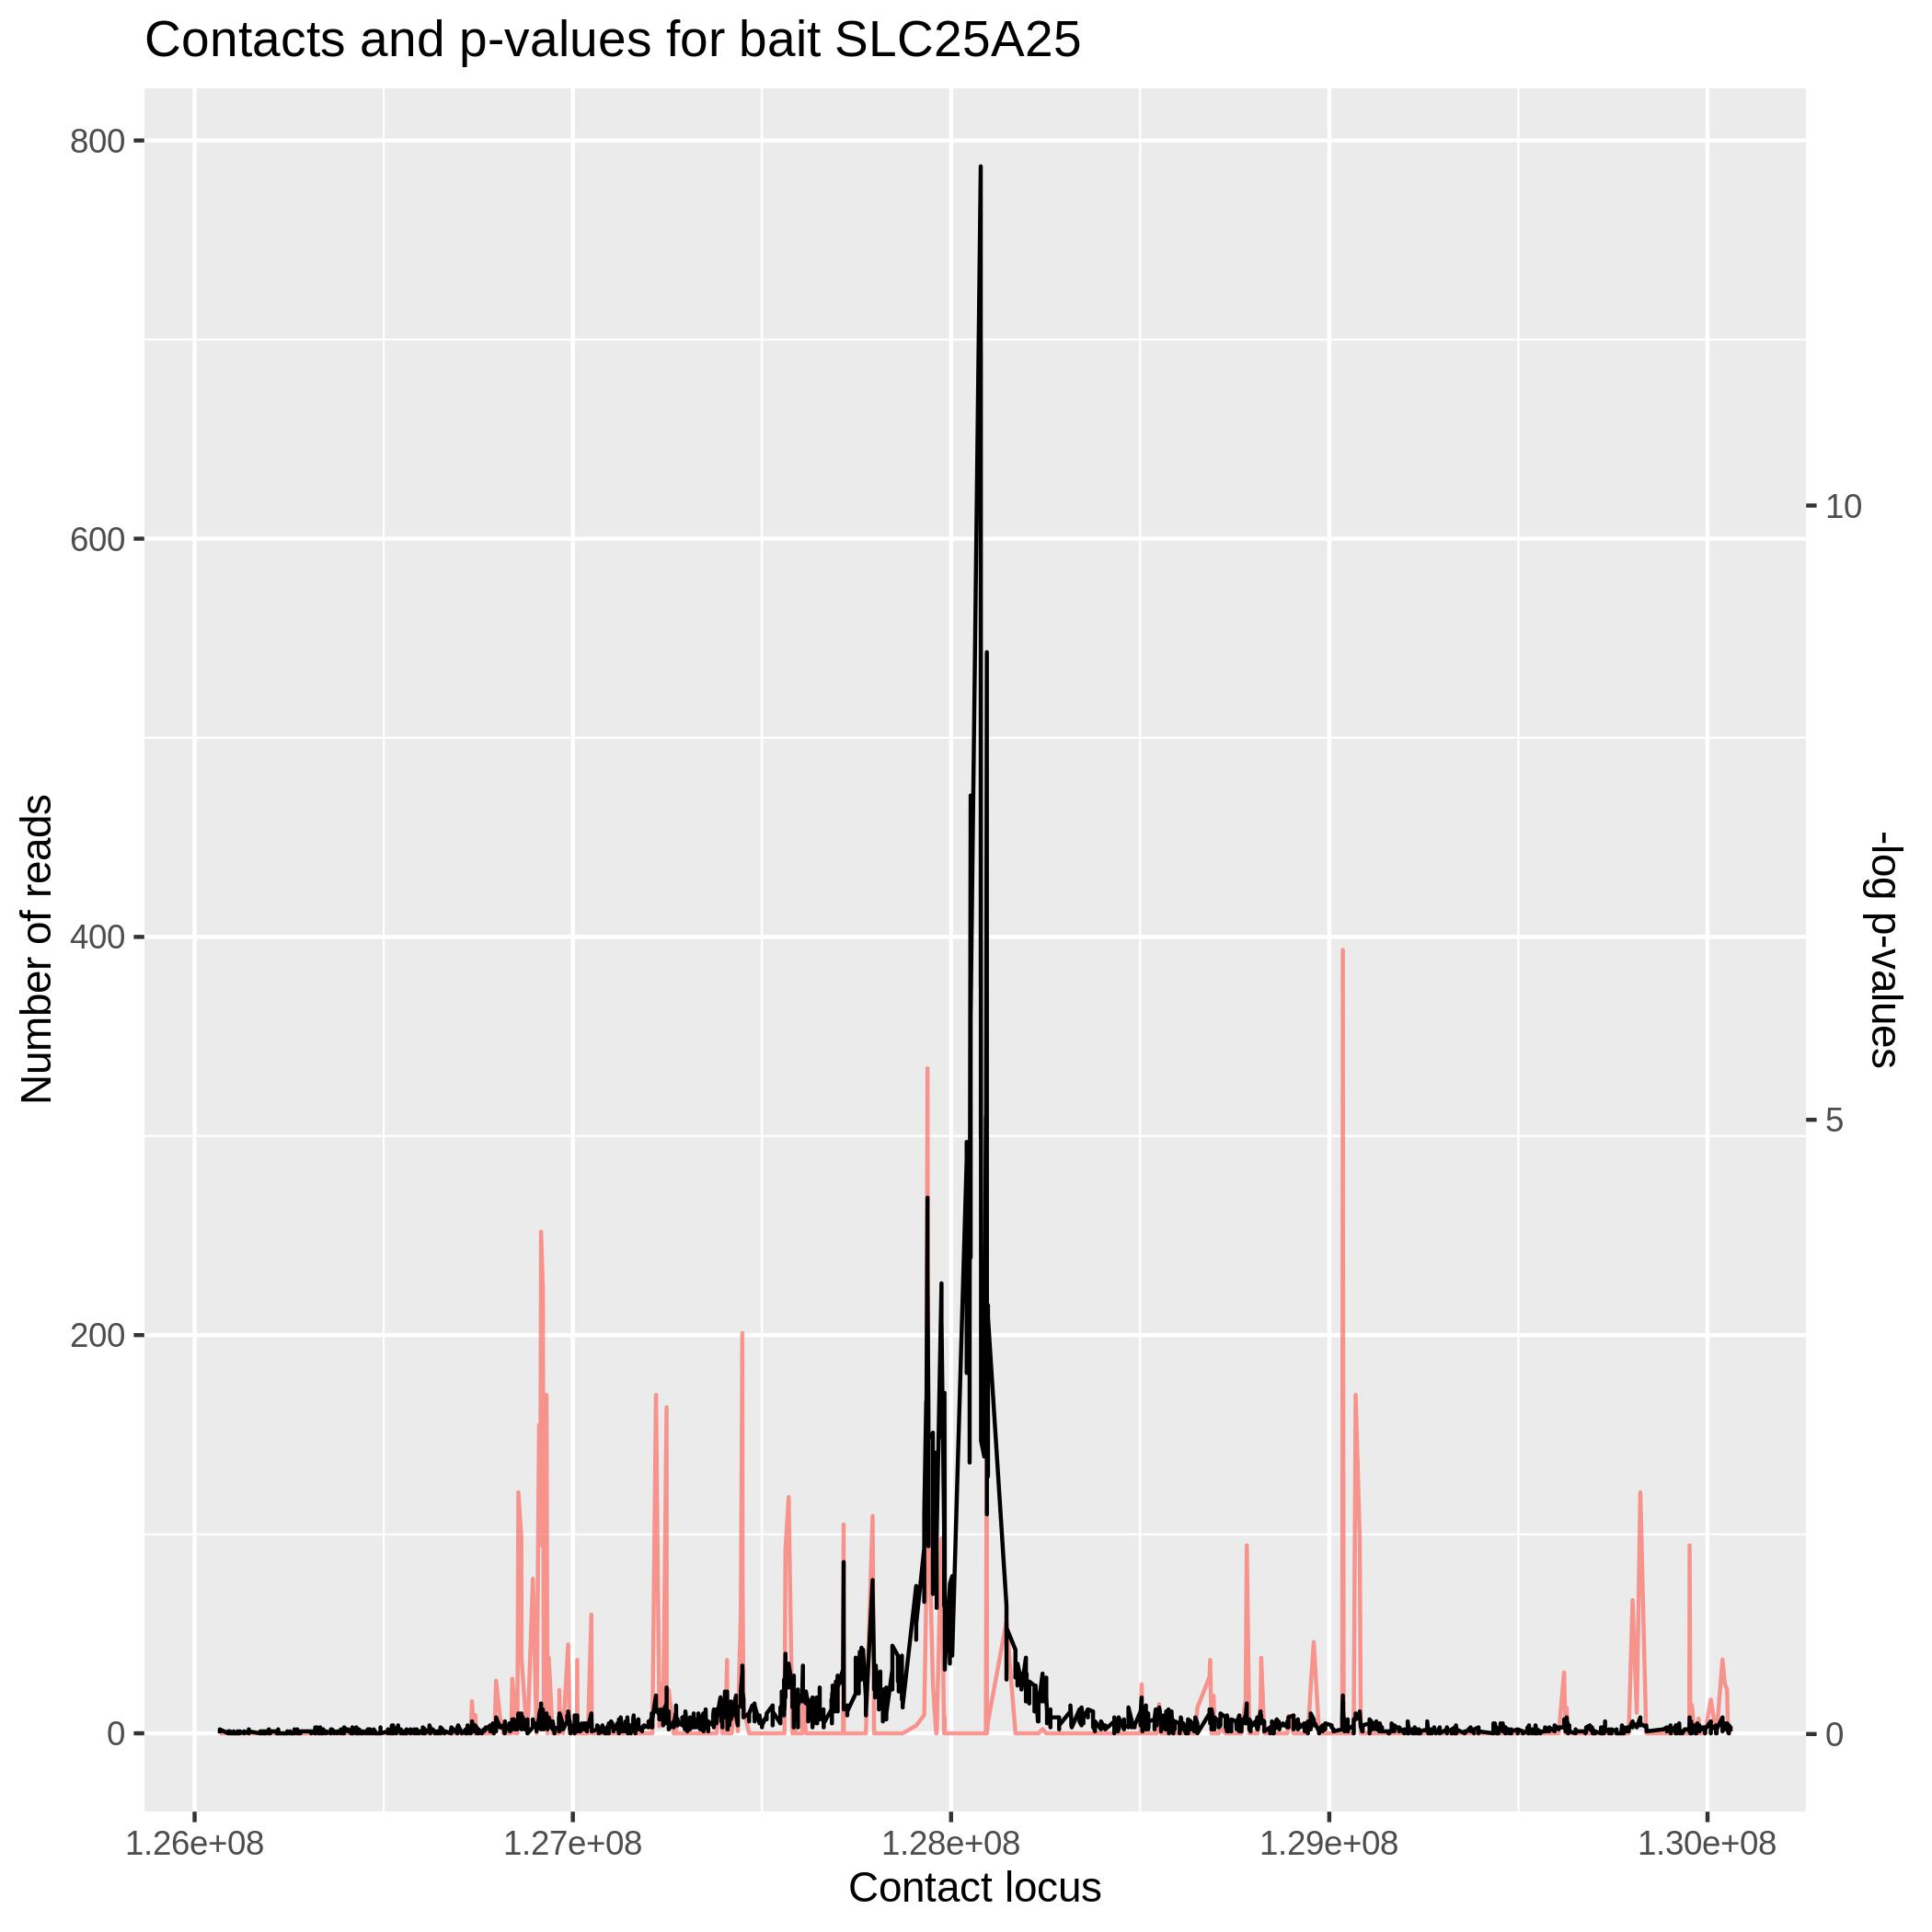 Contacts and p-values for bait SLC25A25
800
600
400
200
0
Number of reads
10
5
0
-log p-values
1.26e+08
1.27e+08
1.28e+08
1.29e+08
1.30e+08
Contact locus